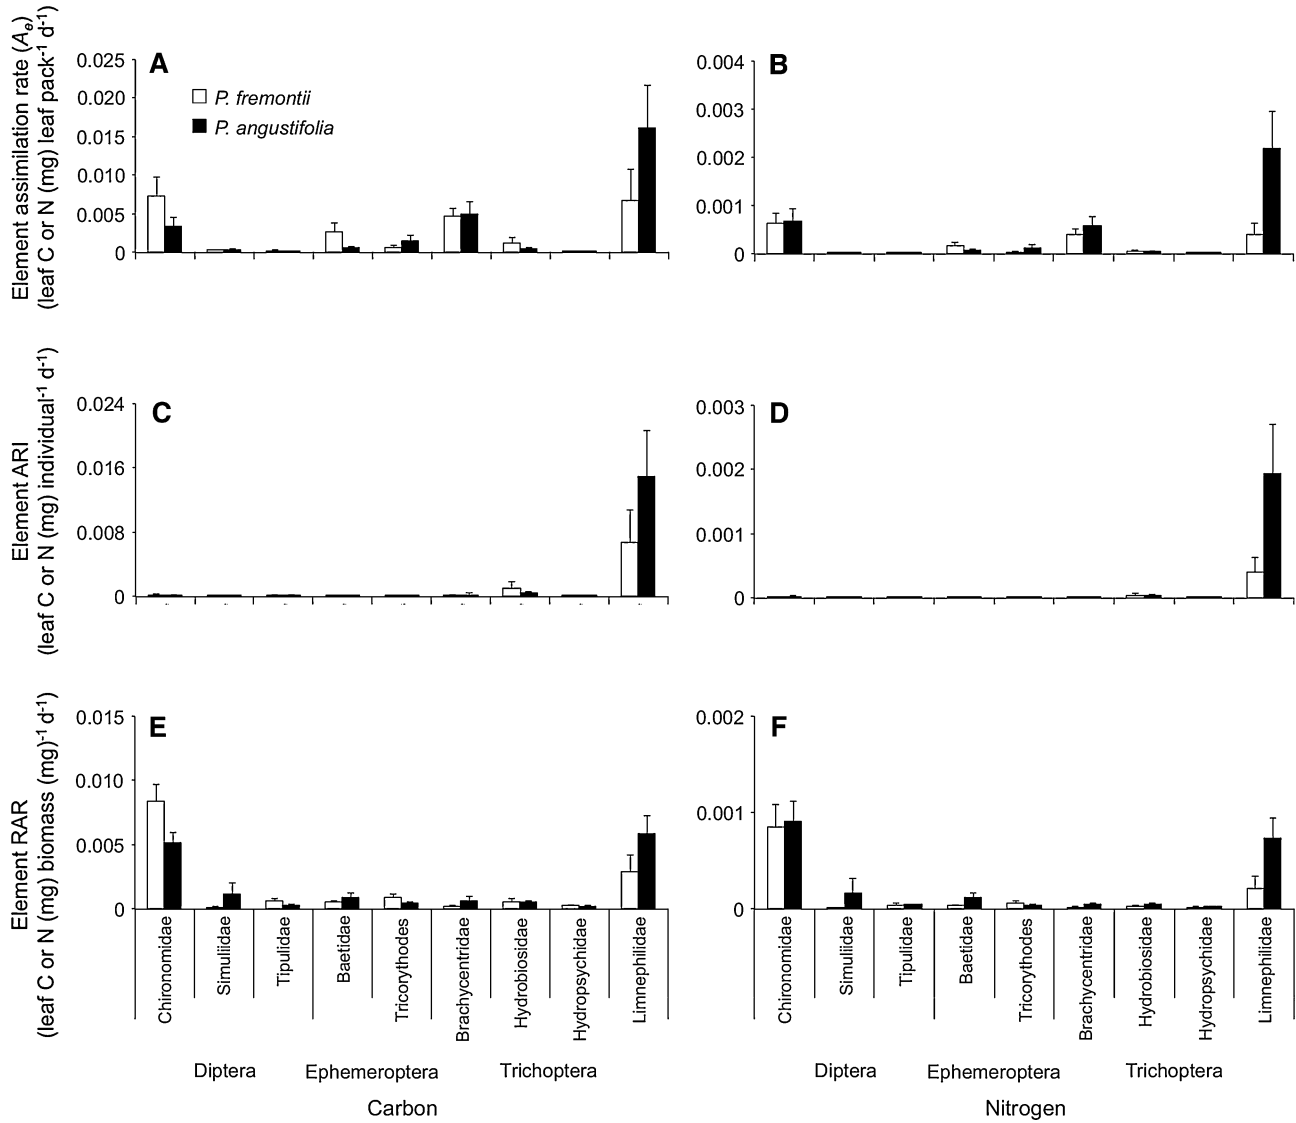 Element assimilation rate (Ae)
(leaf C or N (mg) leaf pack-1 d-1)
A
0.025
0.020
0.015
0.010
0.005
0
P. fremontii
P. angustifolia
B
0.004
0.003
0.002
0.001
0
Element ARI
(leaf C or N (mg) individual-1 d-1)
C
0.024
0.016
0.008
0
D
0.003
0.002
0.001
0
Element RAR
(leaf C or N (mg) biomass (mg)-1 d-1)
E
0.015
0.010
0.005
0
F
0.002
0.001
0
Chironomidae
Simuliidae
Tipulidae
Baetidae
Tricorythodes
Brachycentridae
Hydrobiosidae
Hydropsychidae
Limnephilidae
Chironomidae
Simuliidae
Tipulidae
Baetidae
Tricorythodes
Brachycentridae
Hydrobiosidae
Hydropsychidae
Limnephilidae
Diptera Ephemeroptera Trichoptera
Diptera Ephemeroptera Trichoptera
Carbon
Nitrogen